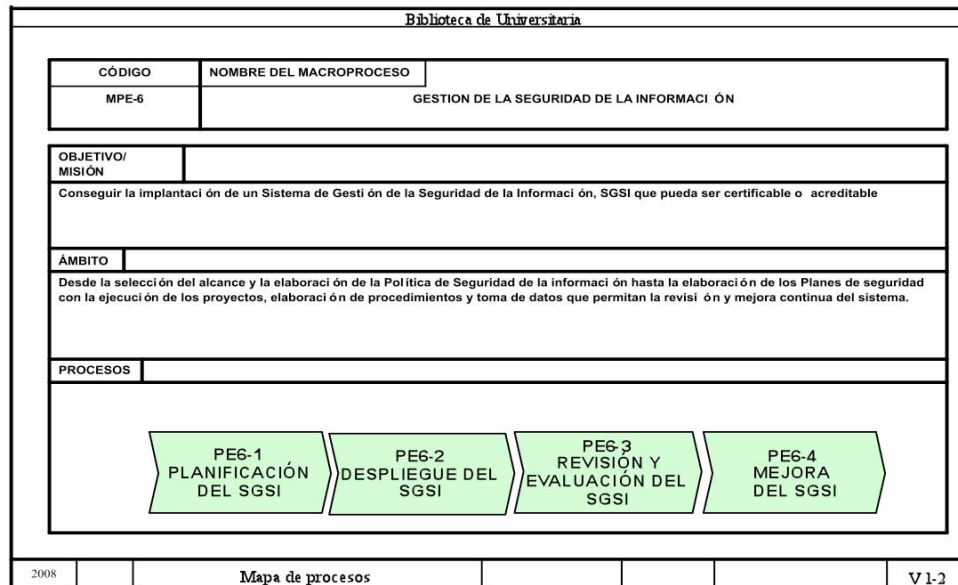 Biblioteca de Universitaria
CÓDIGO
NOMBRE DEL MACROPROCESO
MPE-6
GESTION DE LA SEGURIDAD DE LA INFORMACI ÓN
OBJETIVO/
MISIÓN
Conseguir la implantaci ón de un Sistema de Gesti ón de la Seguridad de la Informaci ón, SGSI que pueda ser certificable o acreditable
ÁMBITO
Desde la selección del alcance y la elaboraci ón de la Política de Seguridad de la informaci ón hasta la elaboraci ón de los Planes de seguridad
con la ejecución de los proyectos, elaboraci ón de procedimientos y toma de datos que permitan la revisi ón y mejora continua del sistema.
PROCESOS
PE6-1
PLANIFICACIÓN
DEL SGSI
PE6-2
DESPLIEGUE DEL
SGSI
PE6-3
REVISIÓN Y
EVALUACIÓN DEL
SGSI
PE6-4
MEJORA
DEL SGSI
2008
Mapa de procesos
V 1-2